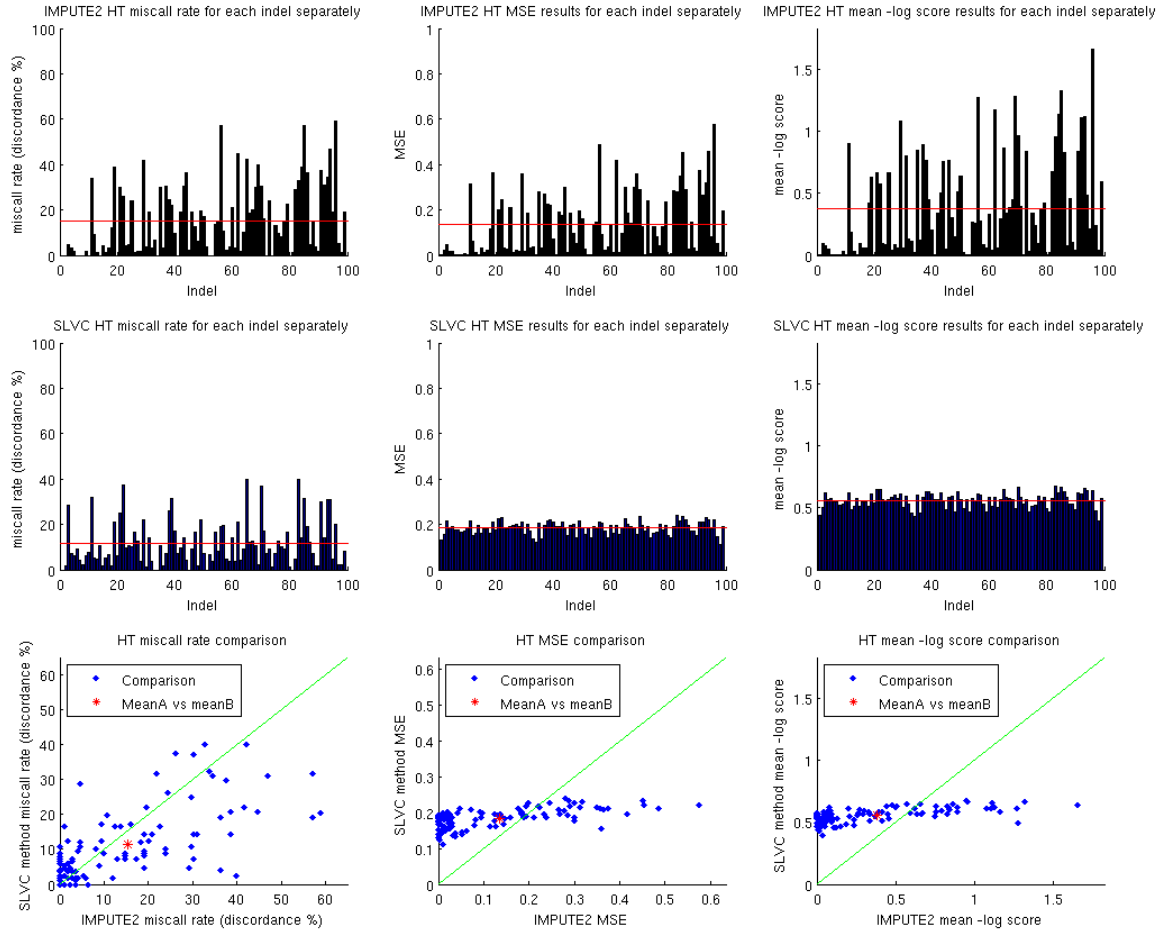 IMPUTE2 HT miscall rate for each indel separately
miscall rate (discordance %)
100
80
60
40
20
0
0 20 40 60 80 100
Indel
IMPUTE2 HT MSE results for each indel separately
MSE
1
0.8
0.6
0.4
0.2
0
0 20 40 60 80 100
Indel
IMPUTE2 HT mean -log score results for each indel separately
mean -log score
1.5
1
0.5
0
0 20 40 60 80 100
Indel
SLVC HT miscall rate for each indel separately
miscall rate (discordance %)
100
80
60
40
20
0
0 20 40 60 80 100
Indel
SLVC HT MSE results for each indel separately
MSE
1
0.8
0.6
0.4
0.2
0
0 20 40 60 80 100
Indel
SLVC HT mean -log score results for each indel separately
mean -log score
1.5
1
0.5
0
0 20 40 60 80 100
Indel
HT miscall rate comparison
SLVC method miscall rate (discordance %)
60
50
40
30
20
10
0
Comparison
MeanA vs meanB
0 10 20 30 40 50 60
IMPUTE2 miscall rate (discordance %)
HT MSE comparison
SLVC method MSE
0.6
0.5
0.4
0.3
0.2
0.1
0
Comparison
MeanA vs meanB
0 0.1 0.2 0.3 0.4 0.5 0.6
IMPUTE2 MSE
HT mean -log score comparison
SLVC method mean -log score
1.5
1
0.5
0
Comparison
MeanA vs meanB
0 0.5 1 1.5
IMPUTE2 mean -log score